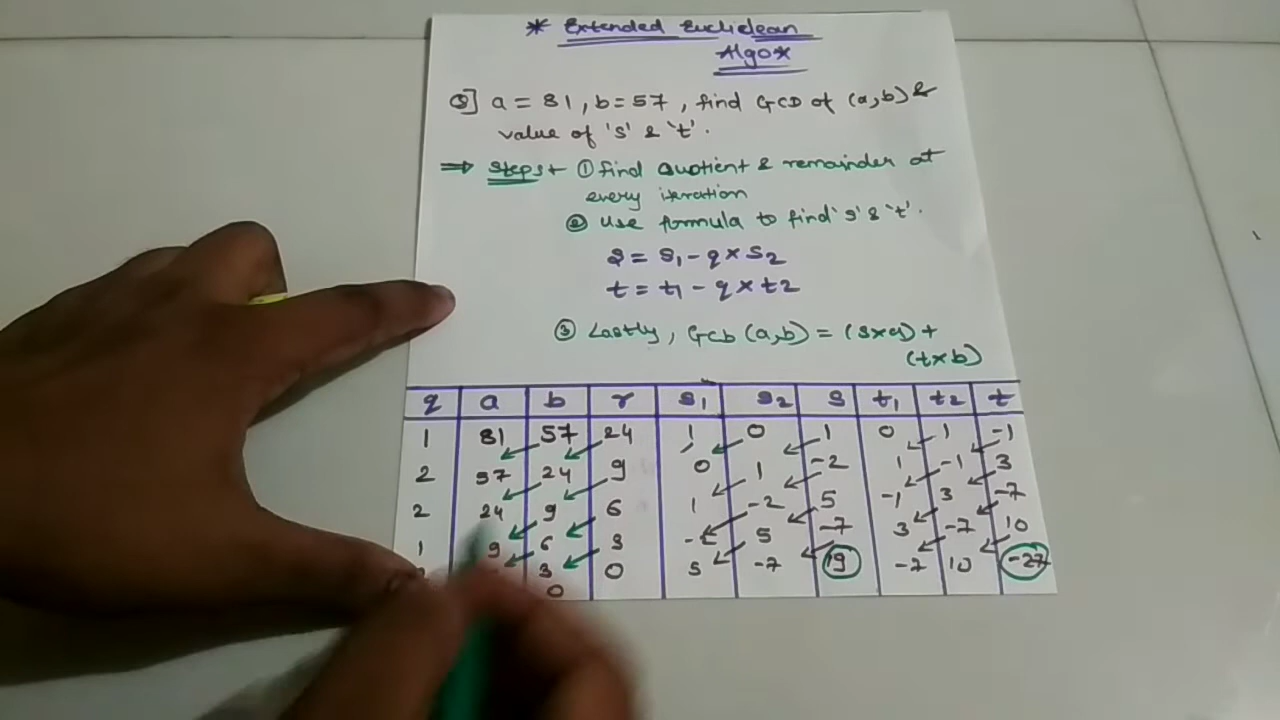 * Extended Euclidean
Algo*
Q] a = 81, b = 57, find GCD of (a,b) &
value of 's' & 't'.
⇒ Steps + ① find Quotient & remainder at
every itration
② Use formula to find 's' & 't'.
s = s₁ - q × s₂
t = t₁ - q × t2
③ Lastly, GCD (a,b) = (s×a) +
(t×b)
q a b r s₁ s₂ s t₁ t₂ t
1 81 57 24 1 0 1 0 1 -1
2 57 24 9 0 1 -2 1 -1 3
2 24 9 6 1 -2 5 -1 3 -7
1 9 6 3 5 -7 3 -7 10
3 0 5 -7 19 -7 10 -27
0